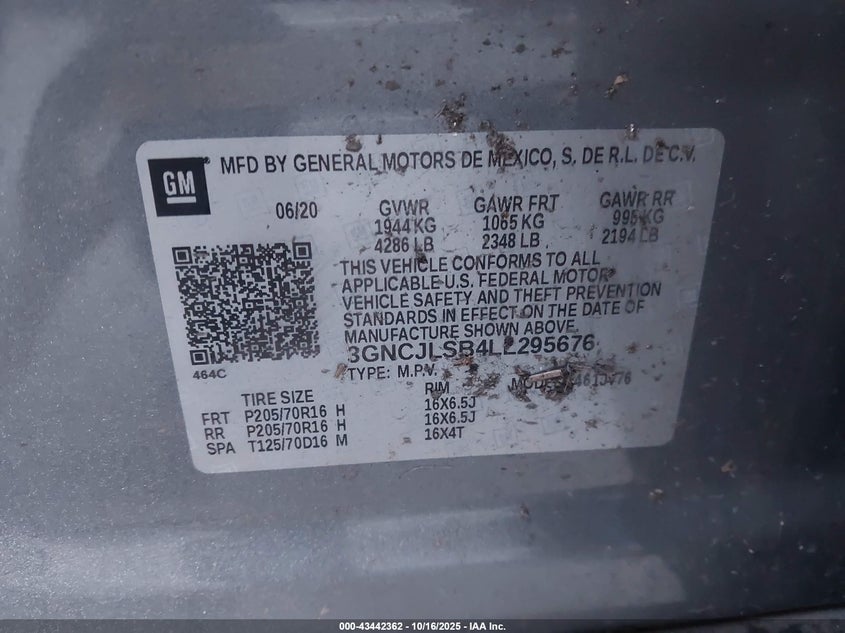 GM
MFD BY GENERAL MOTORS DE MEXICO, S. DE R.L. DE C.V.
06/20 GVWR GAWR FRT GAWR RR
1944 KG 1065 KG 995 KG
4286 LB 2348 LB 2194 LB
THIS VEHICLE CONFORMS TO ALL
APPLICABLE U.S. FEDERAL MOTOR
VEHICLE SAFETY AND THEFT PREVENTION
STANDARDS IN EFFECT ON THE DATE OF
MANUFACTURE SHOWN ABOVE.
3GNCJLSB4LL295676
464C TYPE: M.P.V. MODEL:
TIRE SIZE RIM
FRT P205/70R16 H 16X6.5J
RR P205/70R16 H 16X6.5J
SPA T125/70D16 M 16X4T
000-43442362 | 10/16/2025 - IAA Inc.